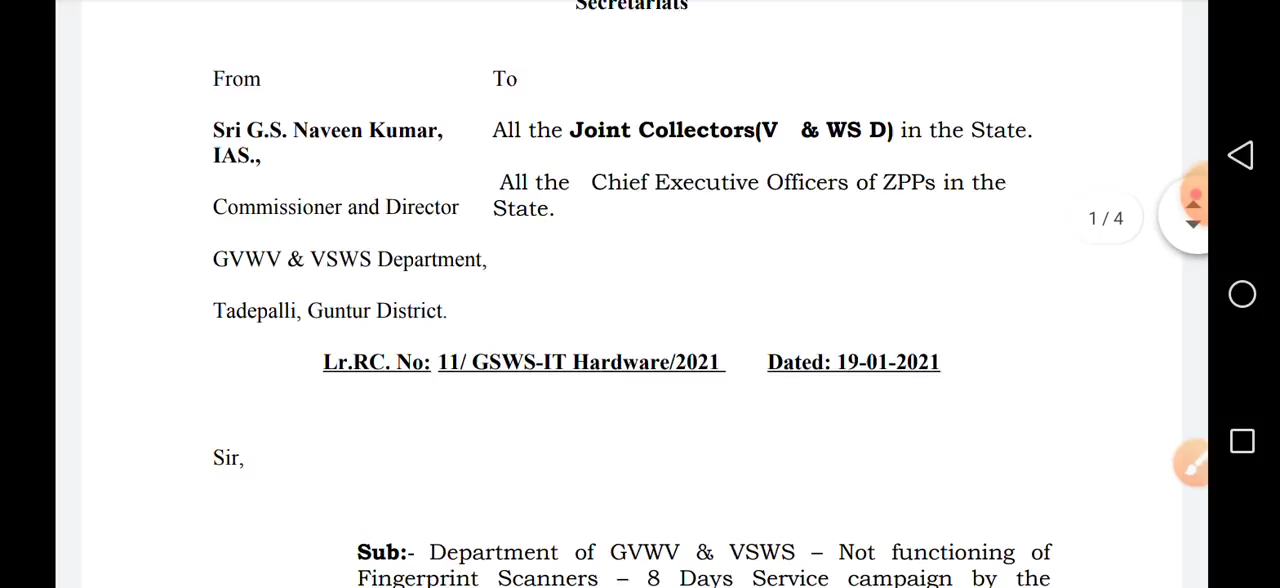 Secretariats
From
To
Sri G.S. Naveen Kumar,
IAS.,
All the Joint Collectors(V & WS D) in the State.
All the Chief Executive Officers of ZPPs in the
State.
Commissioner and Director
GVWV & VSWS Department,
Tadepalli, Guntur District.
1 / 4
Lr.RC. No: 11/ GSWS-IT Hardware/2021 Dated: 19-01-2021
Sir,
Sub:- Department of GVWV & VSWS – Not functioning of
Fingerprint Scanners – 8 Days Service campaign by the